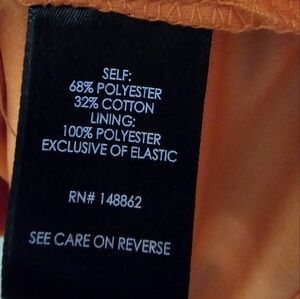 SELF:
68% POLYESTER
32% COTTON
LINING:
100% POLYESTER
EXCLUSIVE OF ELASTIC
RN# 148862
SEE CARE ON REVERSE